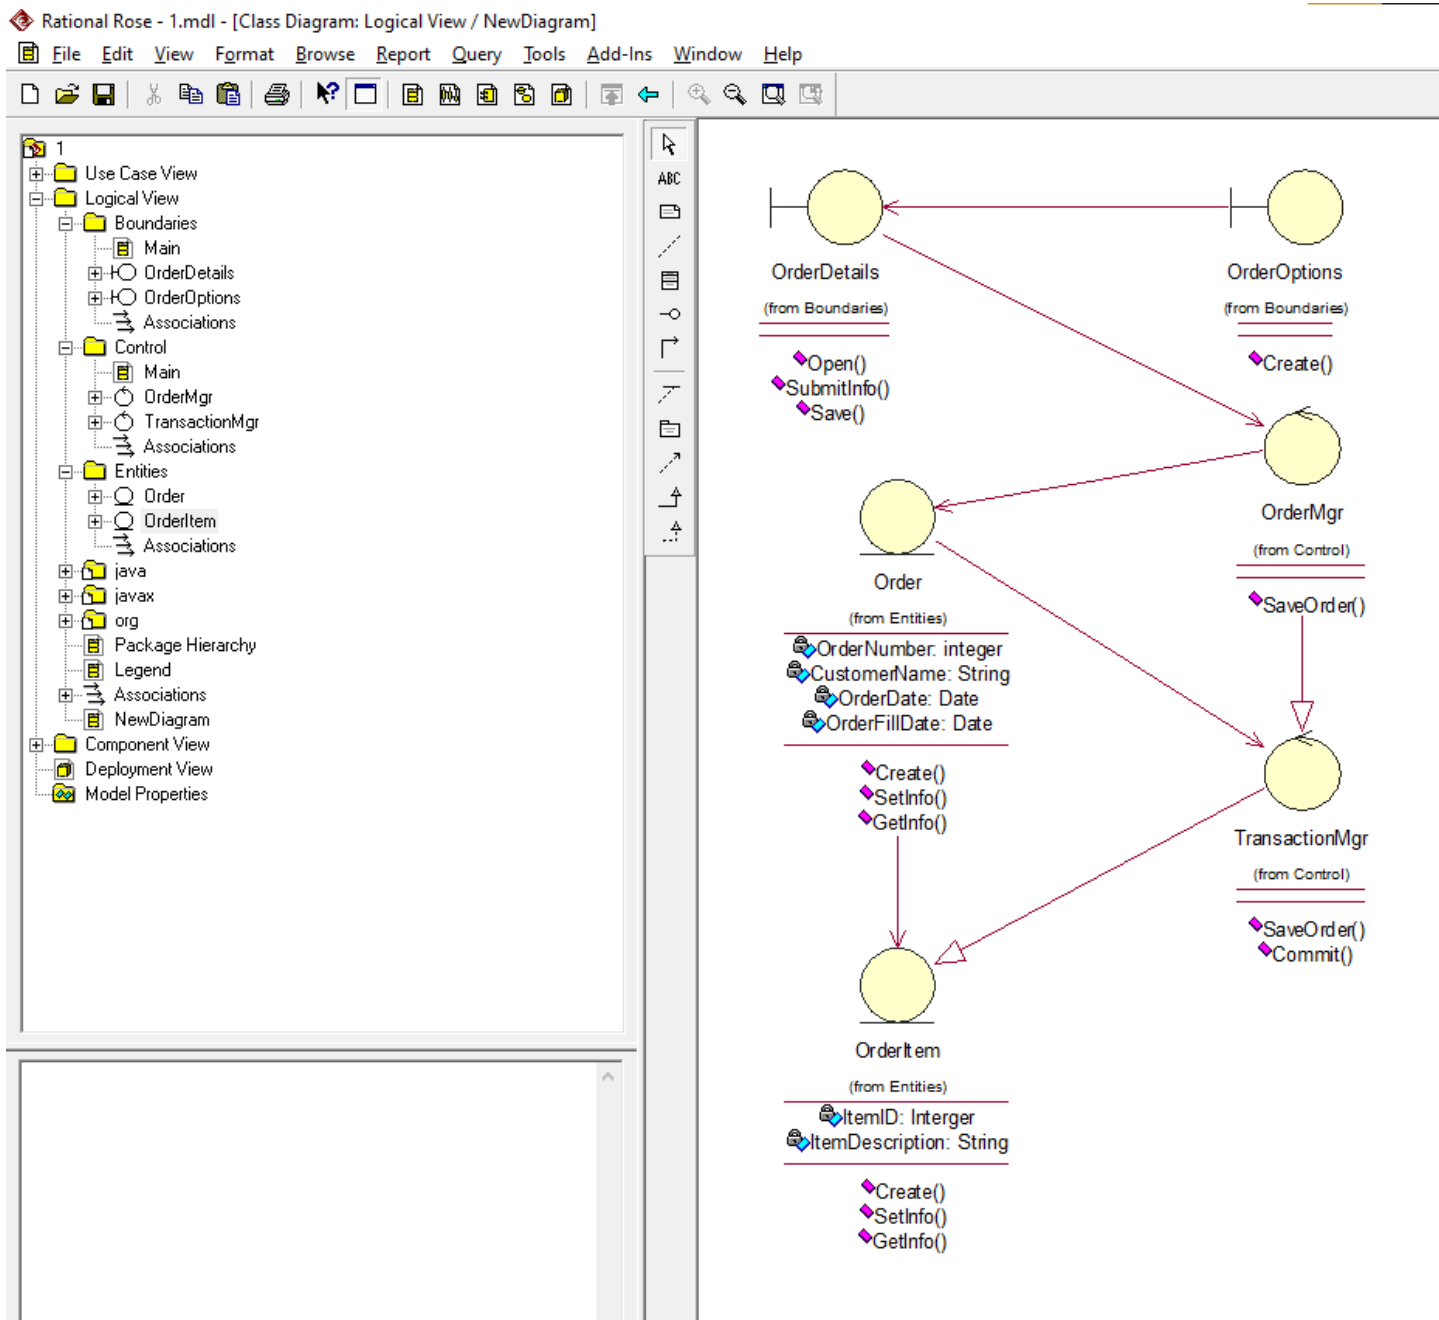 Rational Rose - 1.mdl - [Class Diagram: Logical View / NewDiagram]
File Edit View Format Browse Report Query Tools Add-Ins Window Help
1
Use Case View
Logical View
Boundaries
Main
OrderDetails
OrderOptions
Associations
Control
Main
OrderMgr
TransactionMgr
Associations
Entities
Order
OrderItem
Associations
java
javax
org
Package Hierarchy
Legend
Associations
NewDiagram
Component View
Deployment View
Model Properties
ABC
OrderDetails
(from Boundaries)
Open()
SubmitInfo()
Save()
OrderOptions
(from Boundaries)
Create()
OrderMgr
(from Control)
SaveOrder()
Order
(from Entities)
OrderNumber: integer
CustomerName: String
OrderDate: Date
OrderFillDate: Date
Create()
SetInfo()
GetInfo()
TransactionMgr
(from Control)
SaveOrder()
Commit()
OrderItem
(from Entities)
ItemID: Interger
ItemDescription: String
Create()
SetInfo()
GetInfo()